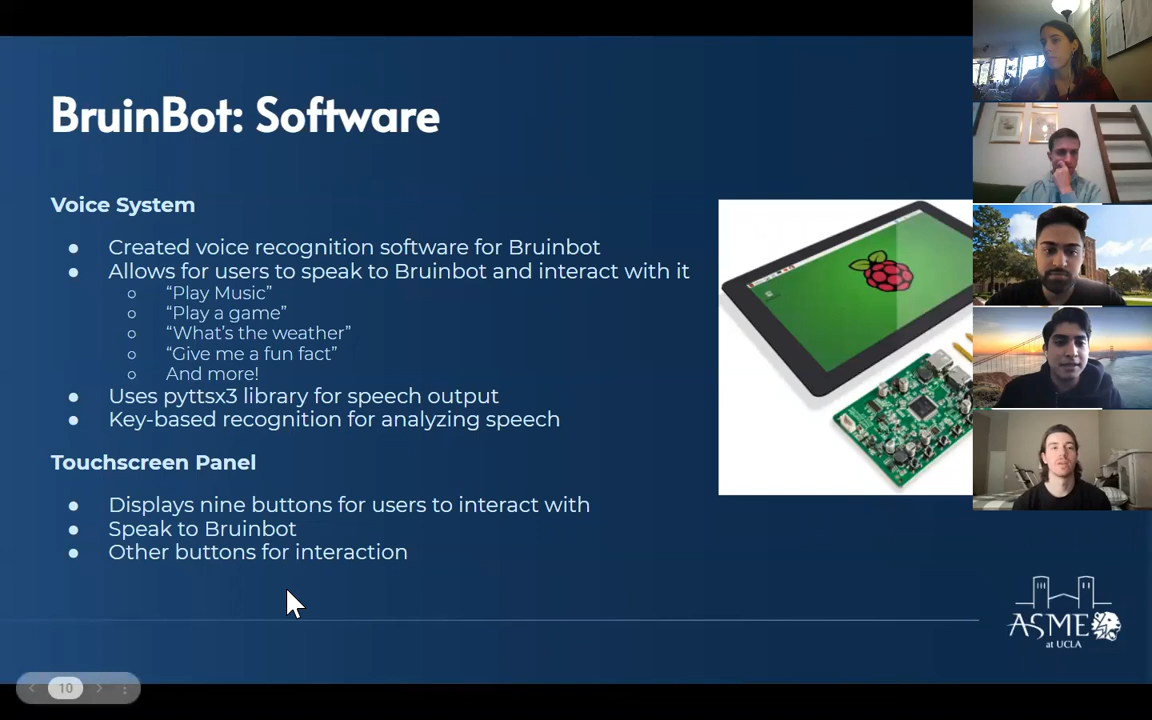 BruinBot: Software
Voice System
● Created voice recognition software for Bruinbot
● Allows for users to speak to Bruinbot and interact with it
○ “Play Music”
○ “Play a game”
○ “What’s the weather”
○ “Give me a fun fact”
○ And more!
● Uses pyttsx3 library for speech output
● Key-based recognition for analyzing speech
Touchscreen Panel
● Displays nine buttons for users to interact with
● Speak to Bruinbot
● Other buttons for interaction
ASME
at UCLA
10